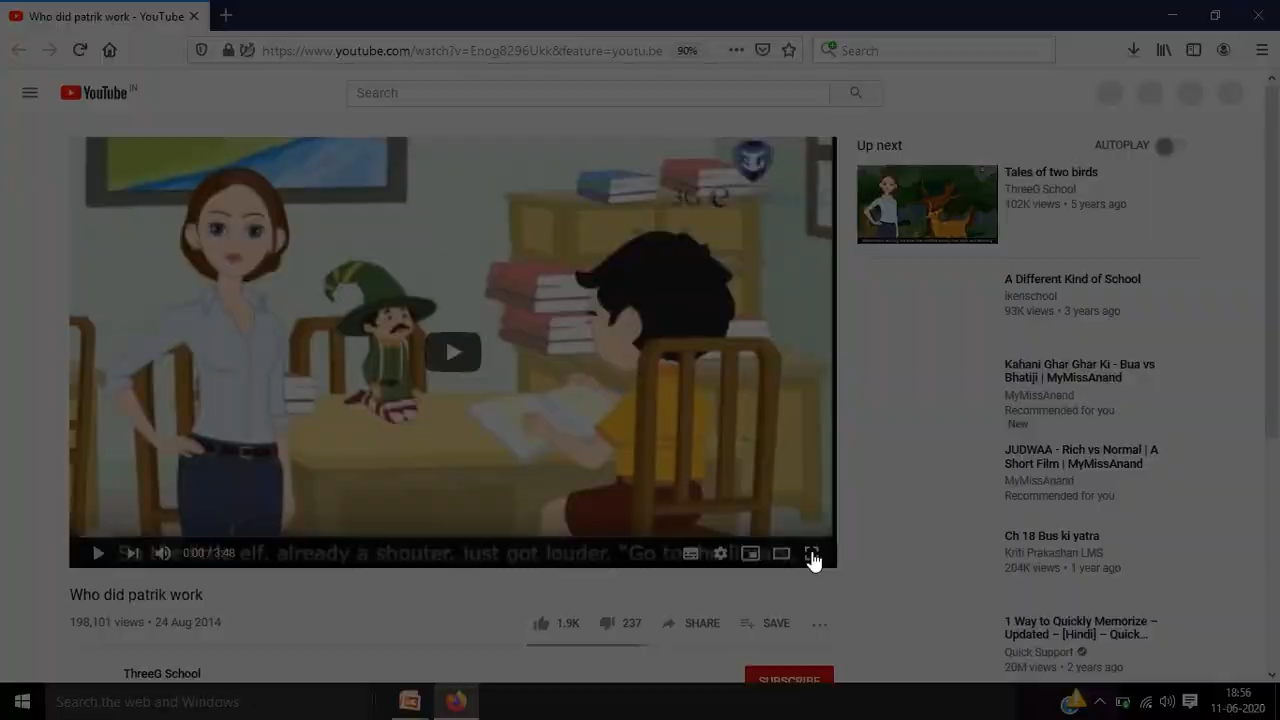 Who did patrik work - YouTube
https://www.youtube.com/watch?v=Enog8296Ukk&feature=youtu.be
90%
Search
YouTube IN
Search
elf, already a shouter, just got louder. "Go to the
0:00 / 3:48
Who did patrik work
198,101 views • 24 Aug 2014
1.9K
237
SHARE
SAVE
ThreeG School
SUBSCRIBE
Up next
AUTOPLAY
Tales of two birds
ThreeG School
102K views • 5 years ago
A Different Kind of School
ikenschool
93K views • 3 years ago
Kahani Ghar Ghar Ki - Bua vs
Bhatiji | MyMissAnand
MyMissAnand
Recommended for you
New
JUDWAA - Rich vs Normal | A
Short Film | MyMissAnand
MyMissAnand
Recommended for you
Ch 18 Bus ki yatra
Kriti Prakashan LMS
204K views • 1 year ago
1 Way to Quickly Memorize –
Updated – [Hindi] – Quick...
Quick Support
20M views • 2 years ago
Search the web and Windows
18:56
11-06-2020